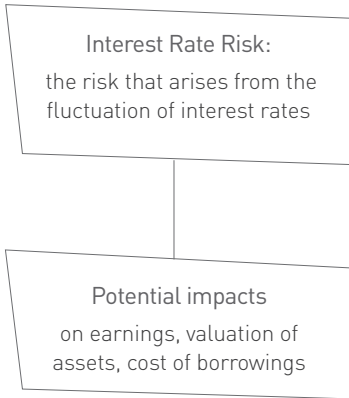 Interest Rate Risk:
the risk that arises from the
fluctuation of interest rates
Potential impacts
on earnings, valuation of
assets, cost of borrowings